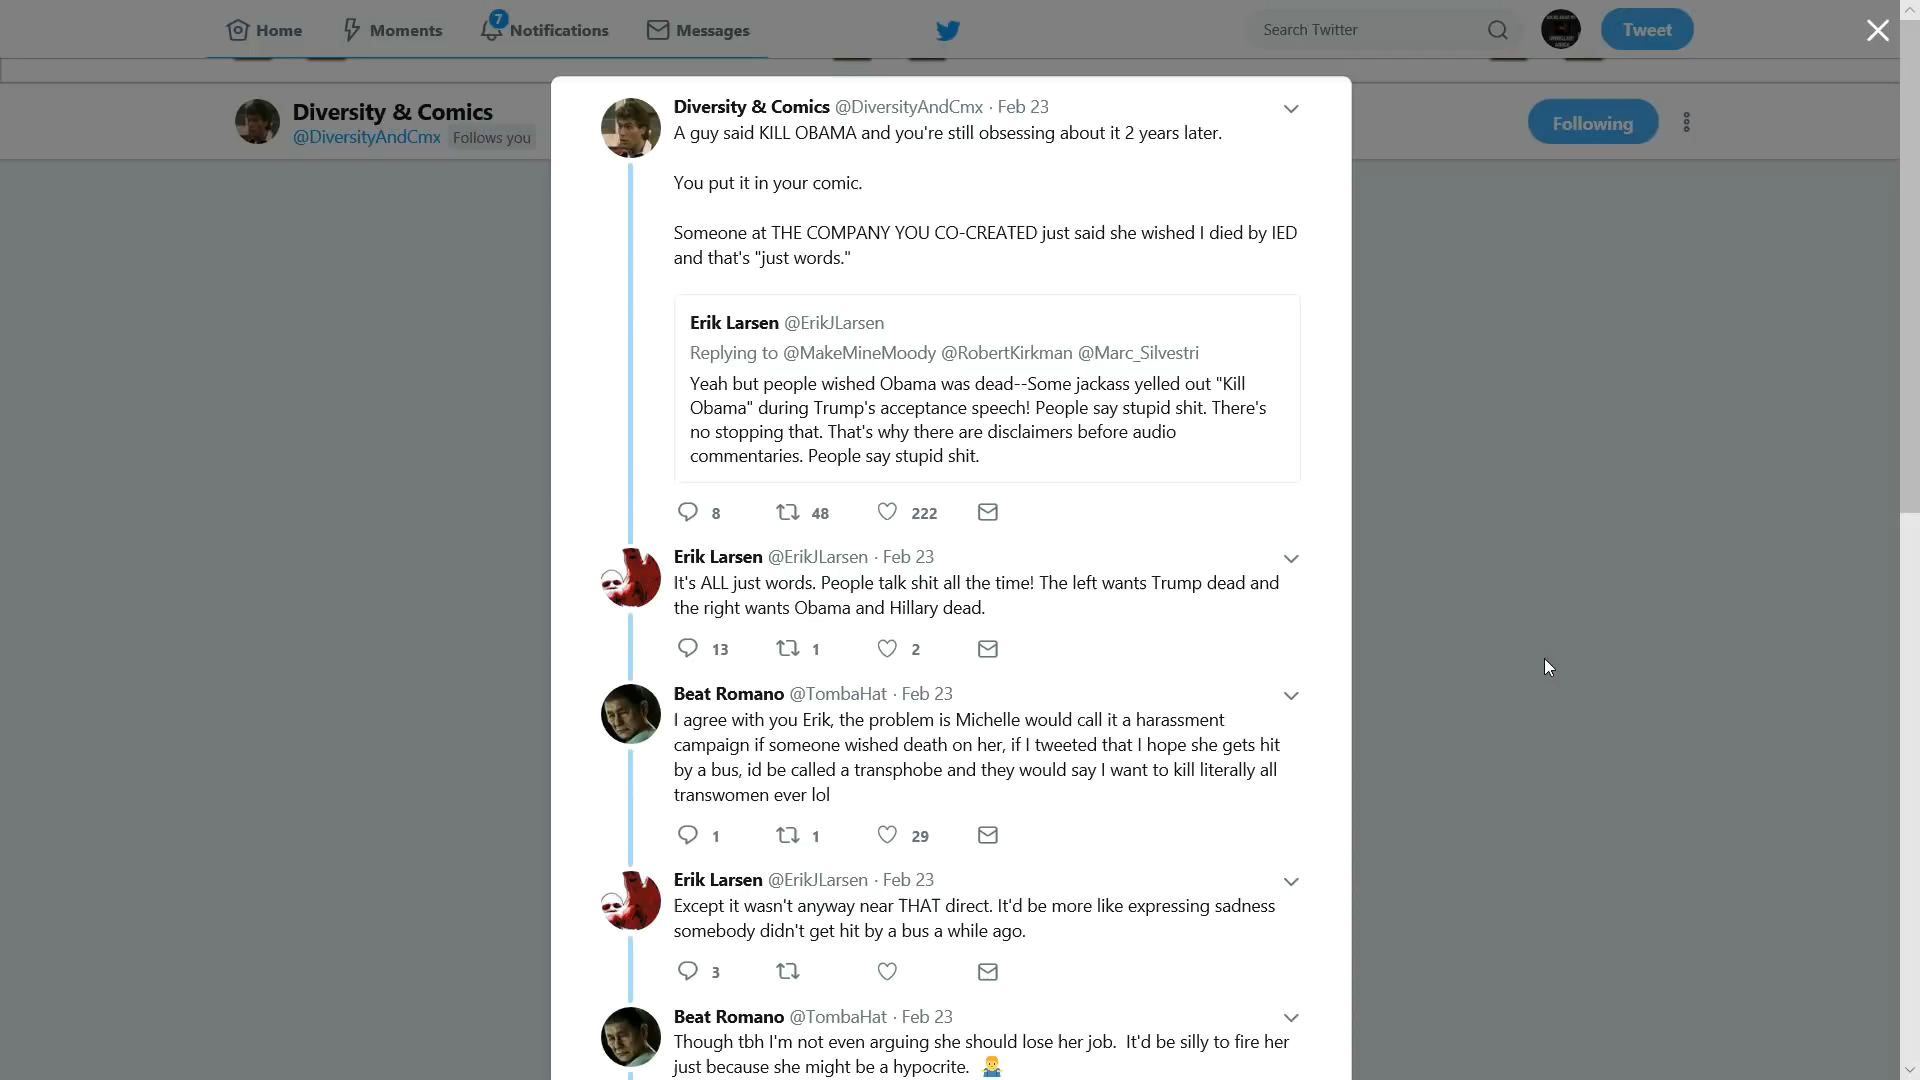 Home
Moments
7
Notifications
Messages
Search Twitter
Tweet
Diversity & Comics
@DiversityAndCmx Follows you
Following
Diversity & Comics @DiversityAndCmx · Feb 23
A guy said KILL OBAMA and you're still obsessing about it 2 years later.
You put it in your comic.
Someone at THE COMPANY YOU CO-CREATED just said she wished I died by IED
and that's "just words."
Erik Larsen @ErikJLarsen
Replying to @MakeMineMoody @RobertKirkman @Marc_Silvestri
Yeah but people wished Obama was dead--Some jackass yelled out "Kill
Obama" during Trump's acceptance speech! People say stupid shit. There's
no stopping that. That's why there are disclaimers before audio
commentaries. People say stupid shit.
8 48 222
Erik Larsen @ErikJLarsen · Feb 23
It's ALL just words. People talk shit all the time! The left wants Trump dead and
the right wants Obama and Hillary dead.
13 1 2
Beat Romano @TombaHat · Feb 23
I agree with you Erik, the problem is Michelle would call it a harassment
campaign if someone wished death on her, if I tweeted that I hope she gets hit
by a bus, id be called a transphobe and they would say I want to kill literally all
transwomen ever lol
1 1 29
Erik Larsen @ErikJLarsen · Feb 23
Except it wasn't anyway near THAT direct. It'd be more like expressing sadness
somebody didn't get hit by a bus a while ago.
3
Beat Romano @TombaHat · Feb 23
Though tbh I'm not even arguing she should lose her job. It'd be silly to fire her
just because she might be a hypocrite. 🤷‍♂️